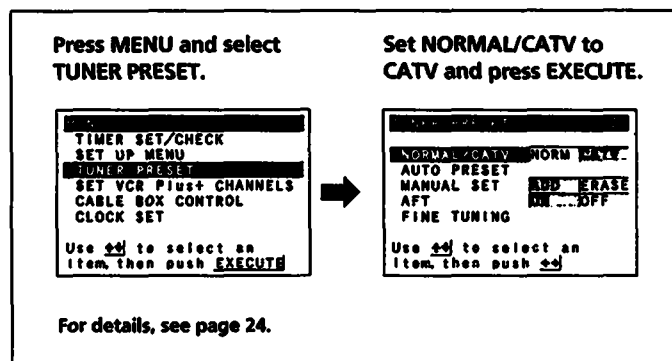 Press MENU and select
TUNER PRESET.
TIMER SET/CHECK
SET UP MENU
TUNER PRESET
SET VCR Plus+ CHANNELS
CABLE BOX CONTROL
CLOCK SET
Use to select an
item, then push EXECUTE
For details, see page 24.
Set NORMAL/CATV to
CATV and press EXECUTE.
NORMAL/CATV NORM
AUTO PRESET
MANUAL SET ADD ERASE
AFT OFF
FINE TUNING
Use to select an
item, then push